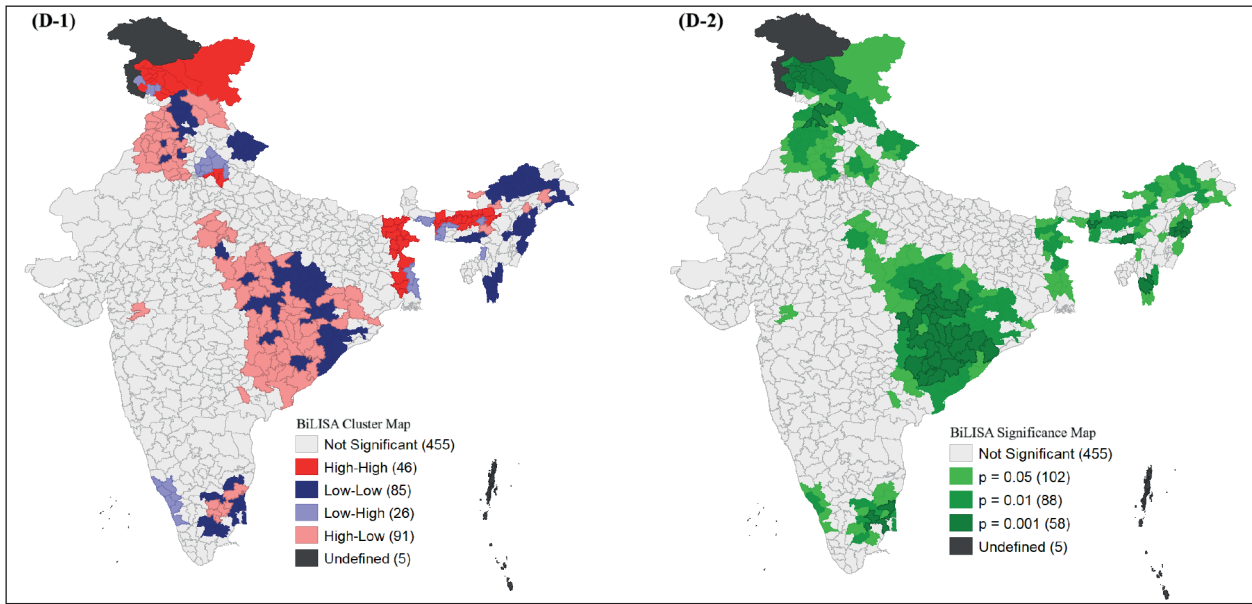 (D-1)
BiLISA Cluster Map
Not Significant (455)
High-High (46)
Low-Low (85)
Low-High (26)
High-Low (91)
Undefined (5)
(D-2)
BiLISA Significance Map
Not Significant (455)
p = 0.05 (102)
p = 0.01 (88)
p = 0.001 (58)
Undefined (5)